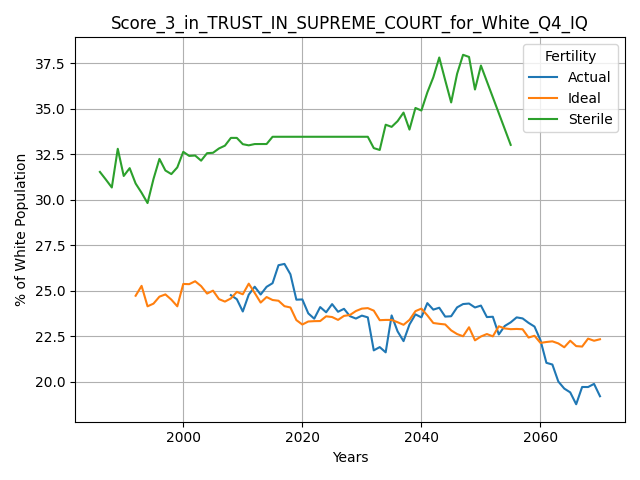 Score_3_in_TRUST_IN_SUPREME_COURT_for_White_Q4_IQ
Fertility
Actual
Ideal
Sterile
% of White Population
37.5
35.0
32.5
30.0
27.5
25.0
22.5
20.0
2000
2020
2040
2060
Years